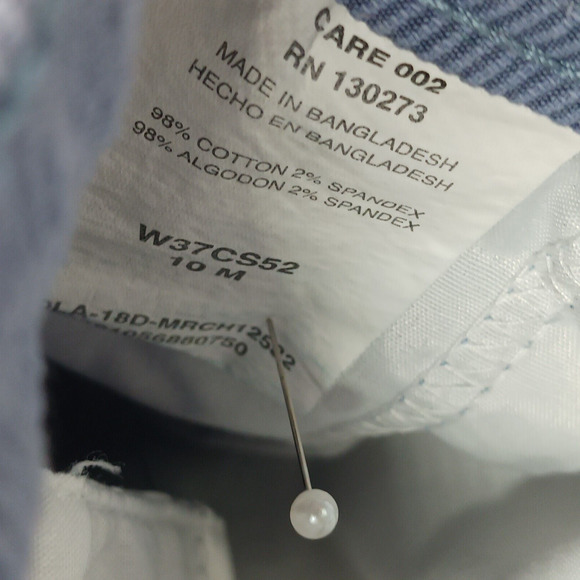 CARE 002
RN 130273
MADE IN BANGLADESH
HECHO EN BANGLADESH
98% COTTON 2% SPANDEX
98% ALGODON 2% SPANDEX
W37CS52
10 M